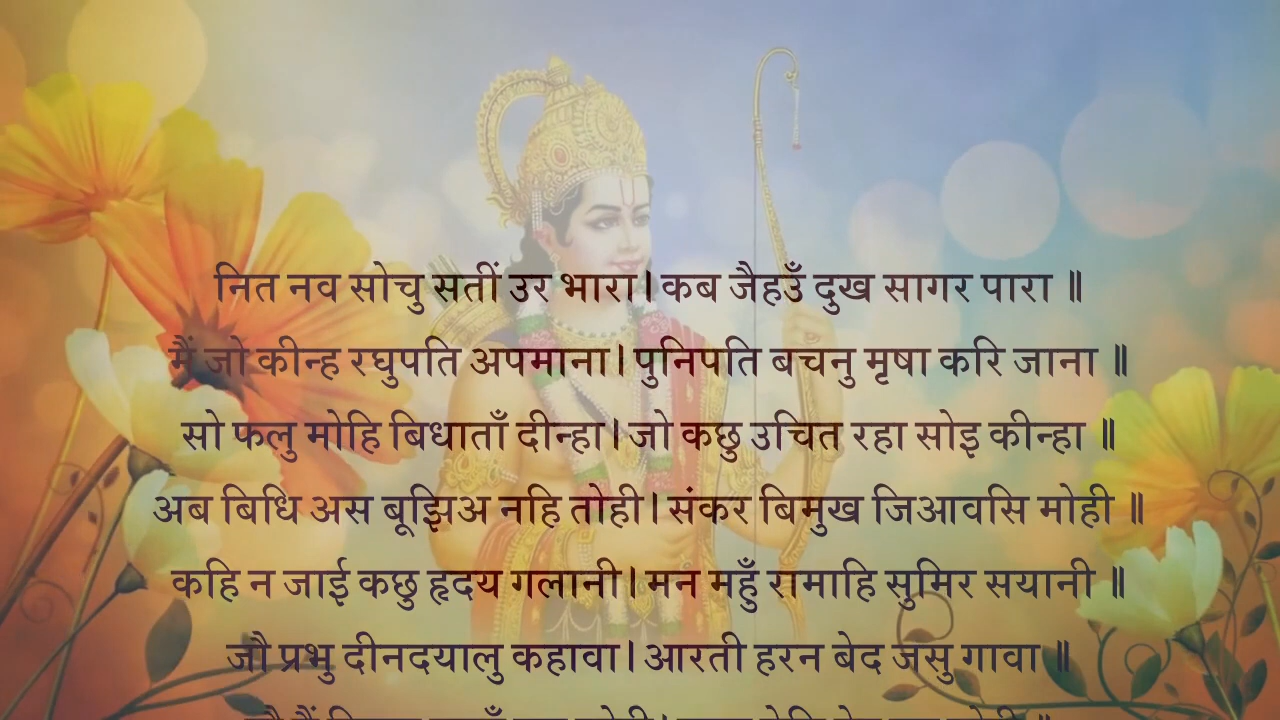 नित नव सोचु सतीं उर भारा। कब जैहउँ दुख सागर पारा ॥
मैं जो कीन्ह रघुपति अपमाना। पुनिपति बचनु मृषा करि जाना ॥
सो फलु मोहि बिधाताँ दीन्हा। जो कछु उचित रहा सोइ कीन्हा ॥
अब बिधि अस बूझिअ नहि तोही। संकर बिमुख जिआवसि मोही ॥
कहि न जाई कछु हृदय गलानी। मन महुँ रामाहि सुमिर सयानी ॥
जौ प्रभु दीनदयालु कहावा। आरती हरन बेद जसु गावा ॥